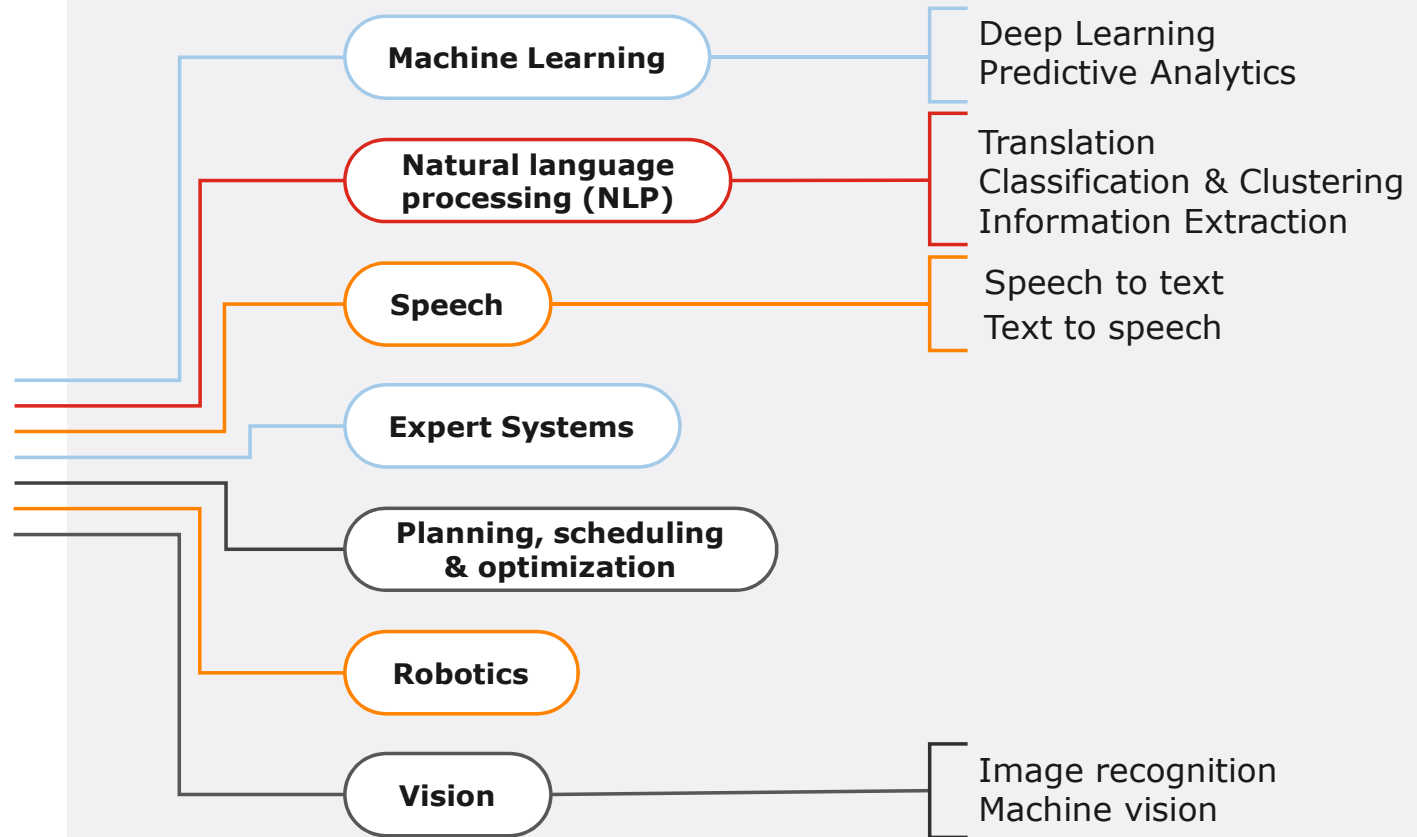 Machine Learning
Deep Learning
Predictive Analytics
Natural language
processing (NLP)
Translation
Classification & Clustering
Information Extraction
Speech
Speech to text
Text to speech
Expert Systems
Planning, scheduling
& optimization
Robotics
Vision
Image recognition
Machine vision